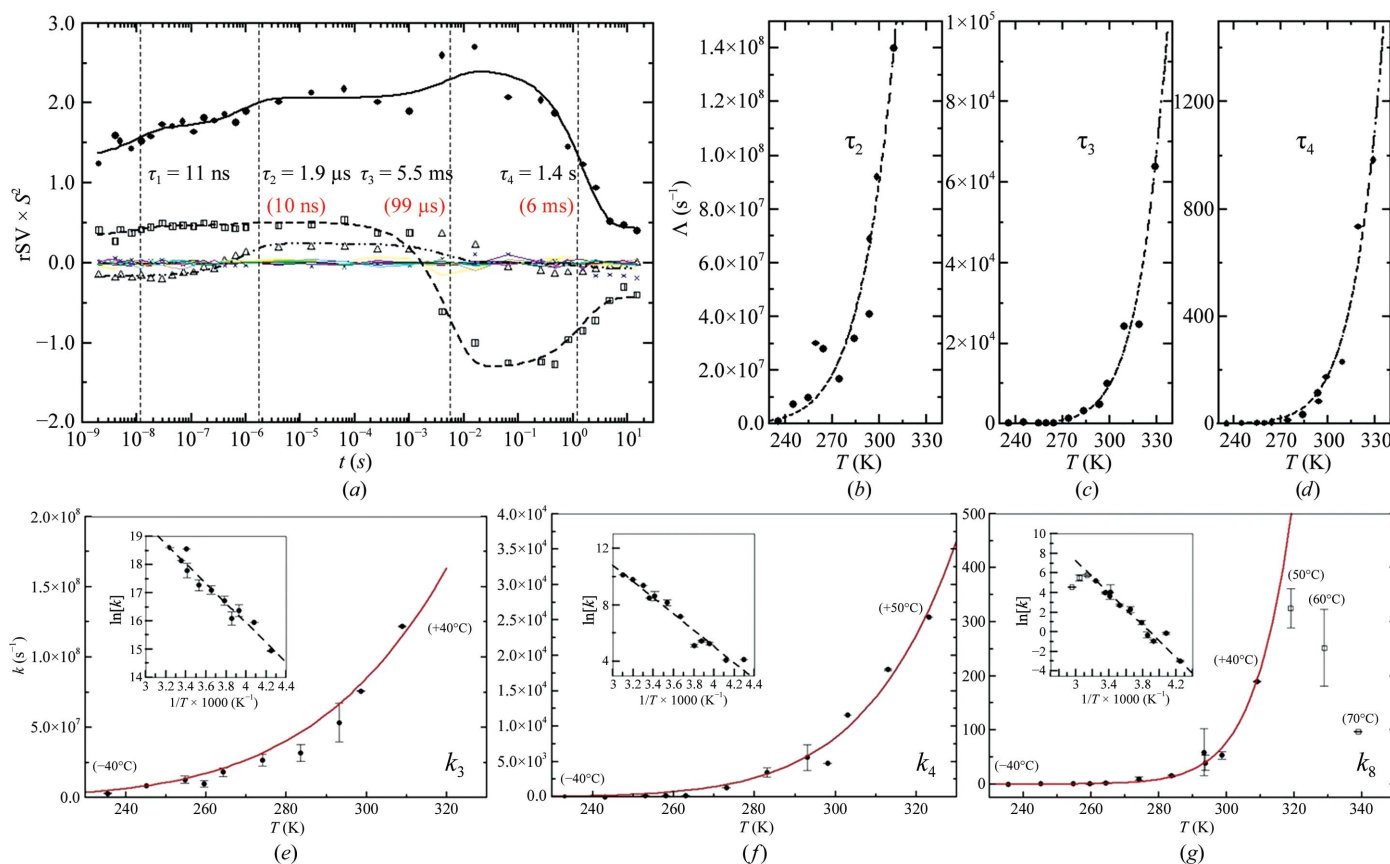 rSV × S²
2.0
1.0
0.0
−1.0
−2.0
τ₁ = 11 ns τ₂ = 1.9 µs τ₃ = 5.5 ms τ₄ = 1.4 s
(10 ns) (99 µs) (6 ms)
10⁻⁹ 10⁻⁸ 10⁻⁷ 10⁻⁶ 10⁻⁵ 10⁻⁴ 10⁻³ 10⁻² 10⁻¹ 10⁰ 10¹
t (s)
(a)
Λ (s⁻¹)
1.4× 10⁸
1.2× 10⁸
1.0× 10⁸
8.0× 10⁷
6.0× 10⁷
4.0× 10⁷
2.0× 10⁷
0.0
τ₂
240 270 300 330
T (K)
(b)
1× 10⁵
8× 10⁴
6× 10⁴
4× 10⁴
2× 10⁴
0
τ₃
240 270 300 330
T (K)
(c)
1200
800
400
0
τ₄
240 270 300 330
T (K)
(d)
k (s⁻¹)
2.0× 10⁸
1.5× 10⁸
1.0× 10⁸
5.0× 10⁷
0.0
ln[k]
19
18
17
16
15
14
3 3.2 3.4 3.6 3.8 4 4.2 4.4
1/T × 1000 (K⁻¹)
(+40°C)
(−40°C)
k₃
240 260 280 300 320
T (K)
(e)
4.0× 10⁴
3.5× 10⁴
3.0× 10⁴
2.5× 10⁴
2.0× 10⁴
1.5× 10⁴
1.0× 10⁴
5.0× 10³
0.0
ln[k]
12
8
4
3 3.2 3.4 3.6 3.8 4 4.2 4.4
1/T × 1000 (K⁻¹)
(+50°C)
(−40°C)
k₄
240 260 280 300 320
T (K)
(f)
500
400
300
200
100
0
ln[k]
10
8
6
4
2
0
−2
−4
3 3.4 3.8 4.2
1/T × 1000 (K⁻¹)
(50°C)
(60°C)
(+40°C)
(70°C)
(−40°C)
k₈
240 260 280 300 320 340
T (K)
(g)